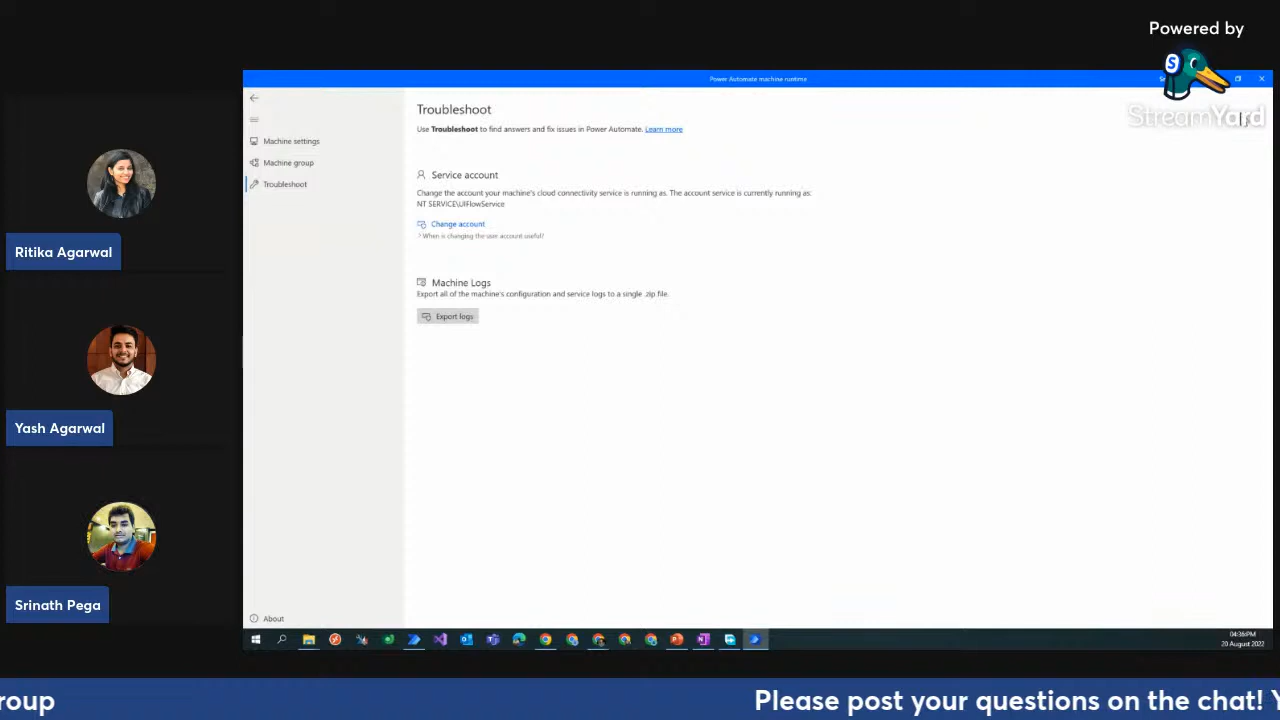 Powered by
StreamYard
Power Automate machine runtime
Troubleshoot
Use Troubleshoot to find answers and fix issues in Power Automate. Learn more
Machine settings
Machine group
Troubleshoot
Service account
Change the account your machine's cloud connectivity service is running as. The account service is currently running as:
NT SERVICE\UIFlowService
Change account
When is changing the user account useful?
Machine Logs
Export all of the machine's configuration and service logs to a single .zip file.
Export logs
About
Ritika Agarwal
Yash Agarwal
Srinath Pega
04:36PM
20 August 2022
roup
Please post your questions on the chat! Y